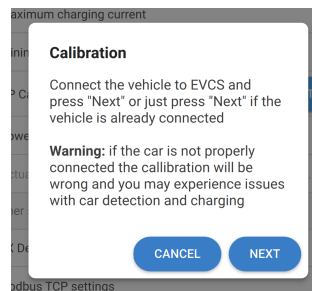 aximum charging current
Calibration
Connect the vehicle to EVCS and
press "Next" or just press "Next" if the
vehicle is already connected
Warning: if the car is not properly
connected the callibration will be
wrong and you may experience issues
with car detection and charging
CANCEL
NEXT
odbus TCP settings